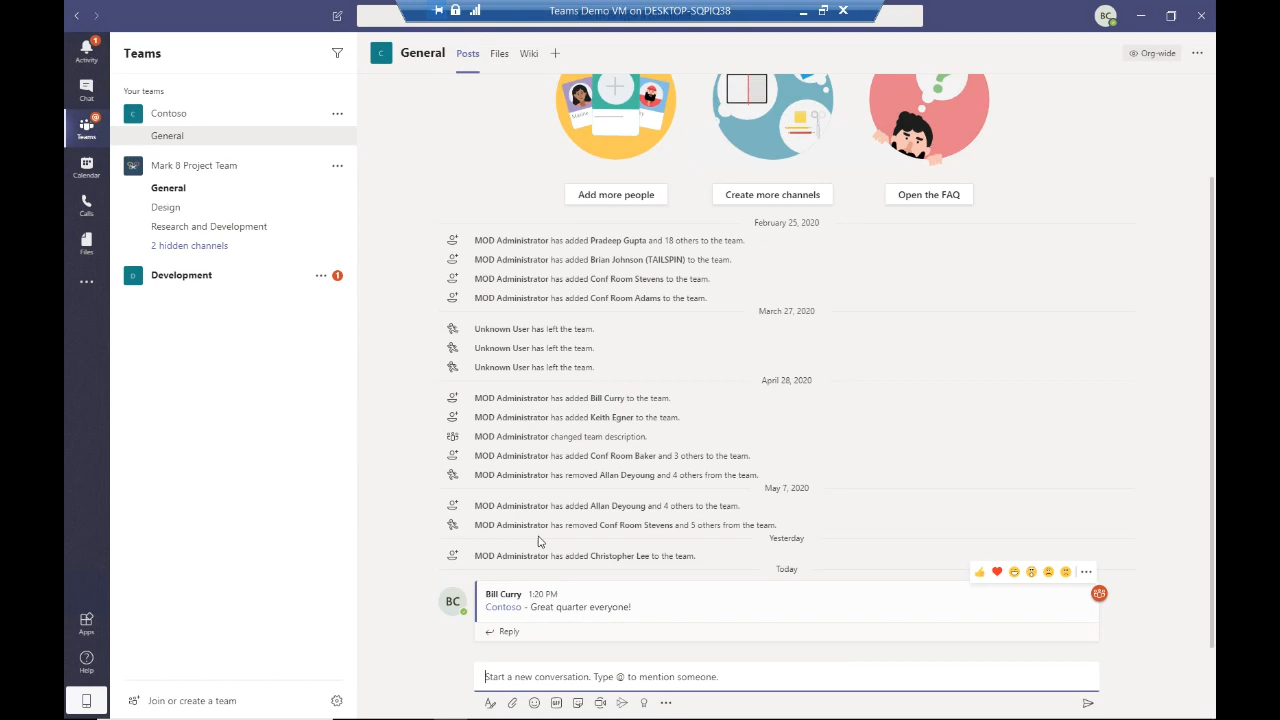 Teams Demo VM on DESKTOP-SQPIQ38
BC
Activity
1
Chat
Teams
Calendar
Calls
Files
Apps
Help
Teams
Your teams
C Contoso
General
Mark 8 Project Team
General
Design
Research and Development
2 hidden channels
D Development 1
Join or create a team
C General Posts Files Wiki
Org-wide
Add more people
Create more channels
Open the FAQ
February 25, 2020
MOD Administrator has added Pradeep Gupta and 18 others to the team.
MOD Administrator has added Brian Johnson (TAILSPIN) to the team.
MOD Administrator has added Conf Room Stevens to the team.
MOD Administrator has added Conf Room Adams to the team.
March 27, 2020
Unknown User has left the team.
Unknown User has left the team.
Unknown User has left the team.
April 28, 2020
MOD Administrator has added Bill Curry to the team.
MOD Administrator has added Keith Egner to the team.
MOD Administrator changed team description.
MOD Administrator has added Conf Room Baker and 3 others to the team.
MOD Administrator has removed Allan Deyoung and 4 others from the team.
May 7, 2020
MOD Administrator has added Allan Deyoung and 4 others to the team.
MOD Administrator has removed Conf Room Stevens and 5 others from the team.
Yesterday
MOD Administrator has added Christopher Lee to the team.
Today
BC
Bill Curry 1:20 PM
Contoso - Great quarter everyone!
Reply
Start a new conversation. Type @ to mention someone.
GIF